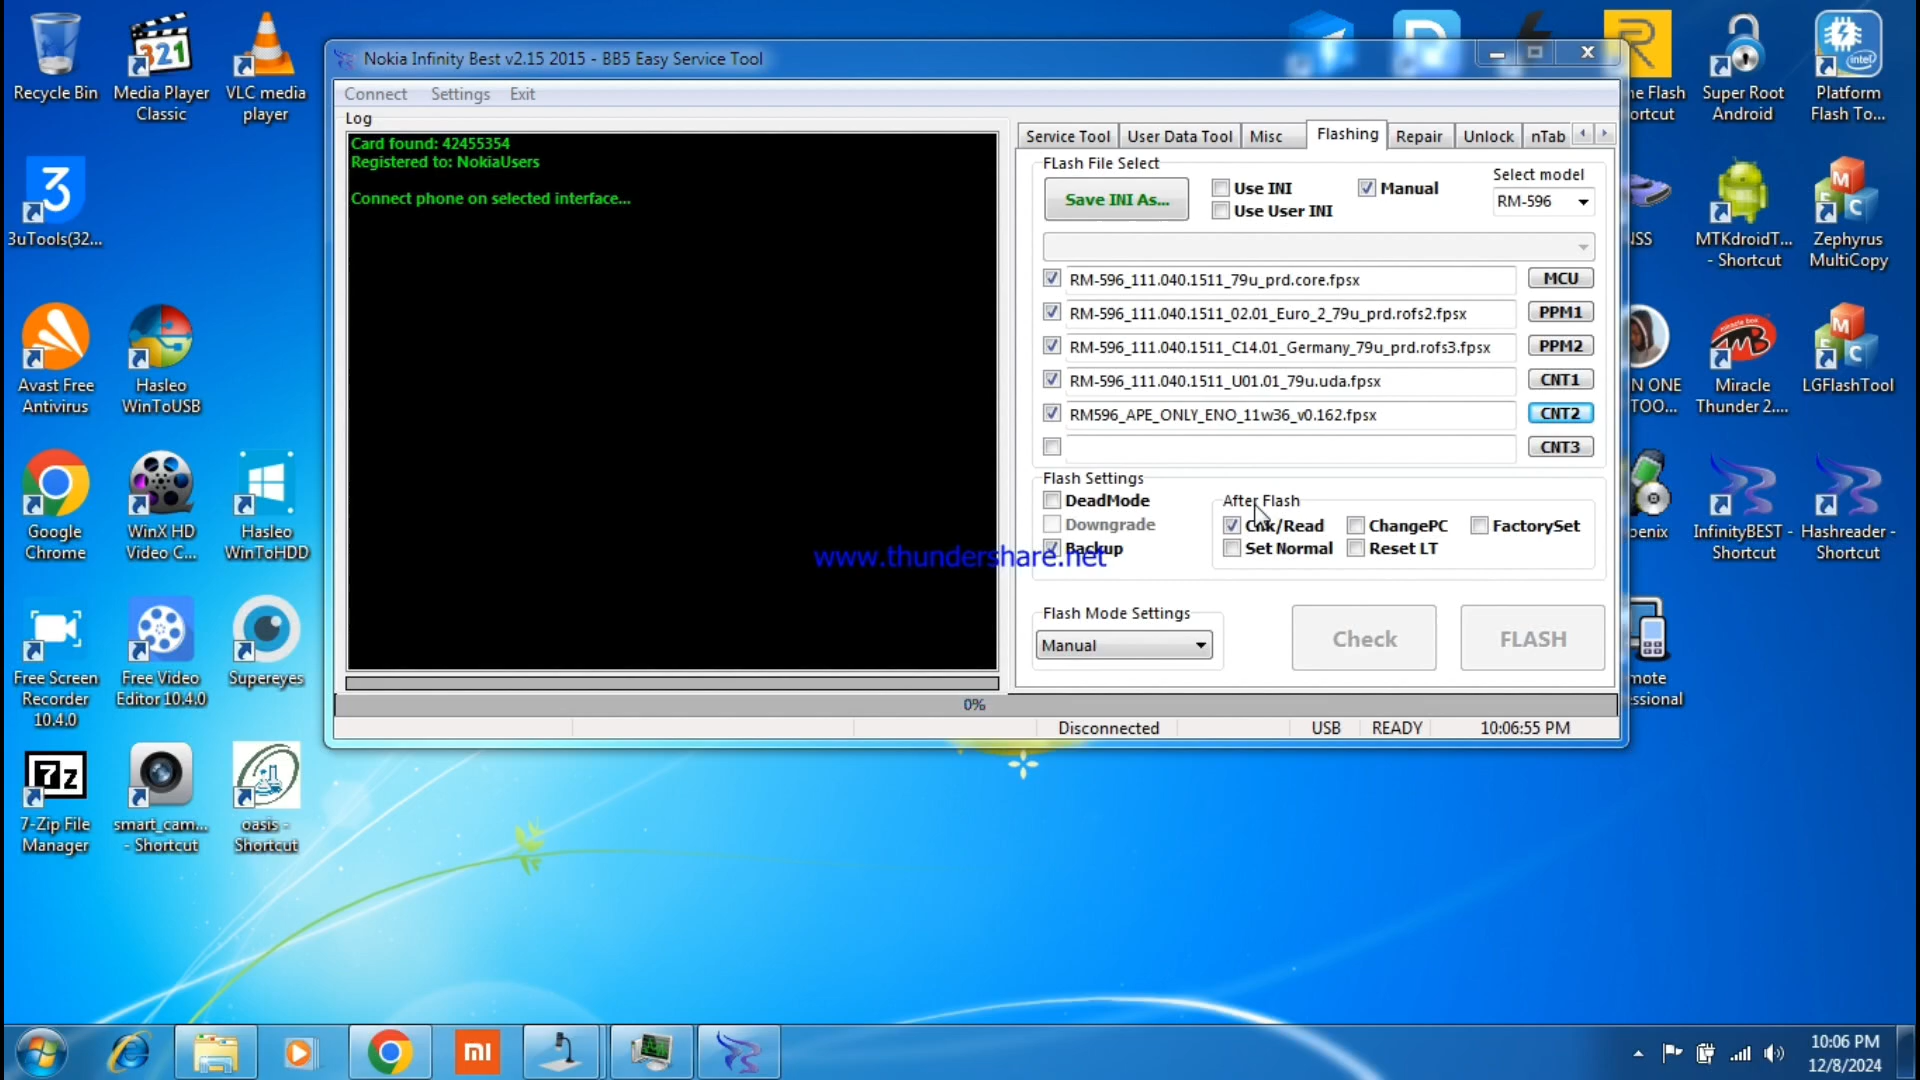 Nokia Infinity Best v2.15 2015 - BB5 Easy Service Tool
Connect Settings Exit
Log
Card found: 42455354
Registered to: NokiaUsers
Connect phone on selected interface...
Service Tool User Data Tool Misc Flashing Repair Unlock nTab
FLash File Select
Save INI As...
Use INI
Use User INI
Manual
Select model
RM-596
RM-596_111.040.1511_79u_prd.core.fpsx MCU
RM-596_111.040.1511_02.01_Euro_2_79u_prd.rofs2.fpsx PPM1
RM-596_111.040.1511_C14.01_Germany_79u_prd.rofs3.fpsx PPM2
RM-596_111.040.1511_U01.01_79u.uda.fpsx CNT1
RM596_APE_ONLY_ENO_11w36_v0.162.fpsx CNT2
CNT3
Flash Settings
DeadMode
Downgrade
Backup
After Flash
/Read ChangePC FactorySet
Set Normal Reset LT
www.thundershare.net
Flash Mode Settings
Manual
Check
FLASH
0%
Disconnected USB READY 10:06:55 PM
Recycle Bin
Media Player
Classic
321
VLC media
player
3
3uTools(32...
Avast Free
Antivirus
Hasleo
WinToUSB
Google
Chrome
WinX HD
Video C...
Hasleo
WinToHDD
Free Screen
Recorder
10.4.0
Free Video
Editor 10.4.0
Supereyes
7z
7-Zip File
Manager
smart_cam...
- Shortcut
oasis -
Shortcut
Flash
Super Root
Android
intel
Platform
Flash To...
MTKdroidT...
- Shortcut
Zephyrus
MultiCopy
N ONE
TOO...
Miracle
Thunder 2....
LGFlashTool
InfinityBEST -
Shortcut
Hashreader -
Shortcut
mi
10:06 PM
12/8/2024